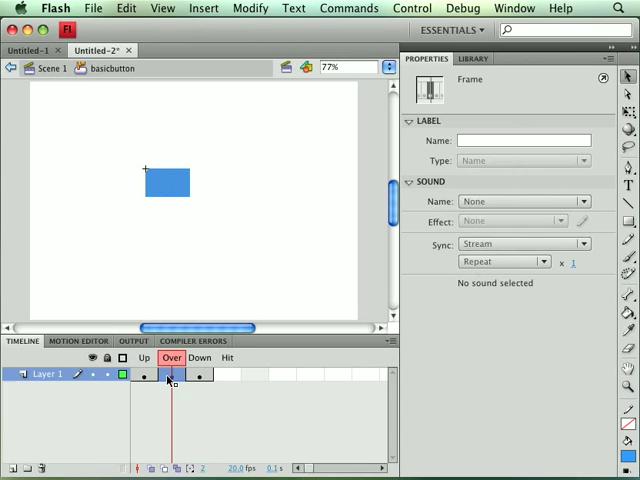 Flash File Edit View Insert Modify Text Commands Control Debug Window Help
Fl ESSENTIALS
Untitled-1 Untitled-2*
Scene 1 basicbutton 77%
PROPERTIES LIBRARY
Frame
LABEL
Name:
Type: Name
SOUND
Name: None
Effect: None
Sync: Stream
Repeat x 1
No sound selected
TIMELINE MOTION EDITOR OUTPUT COMPILER ERRORS
Up Over Down Hit
Layer 1
2 20.0 fps 0.1 s